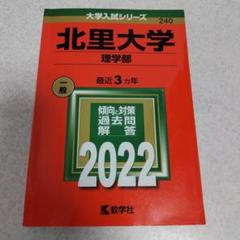 大学入試シリーズ
240
北里大学
理学部
一般
最近3カ年
傾向と対策
過去問
解答
2022
数学社